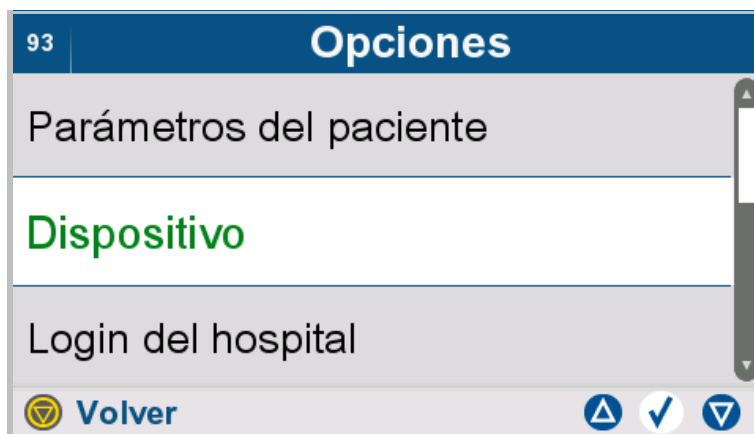 93
Opciones
Parámetros del paciente
Dispositivo
Login del hospital
Volver